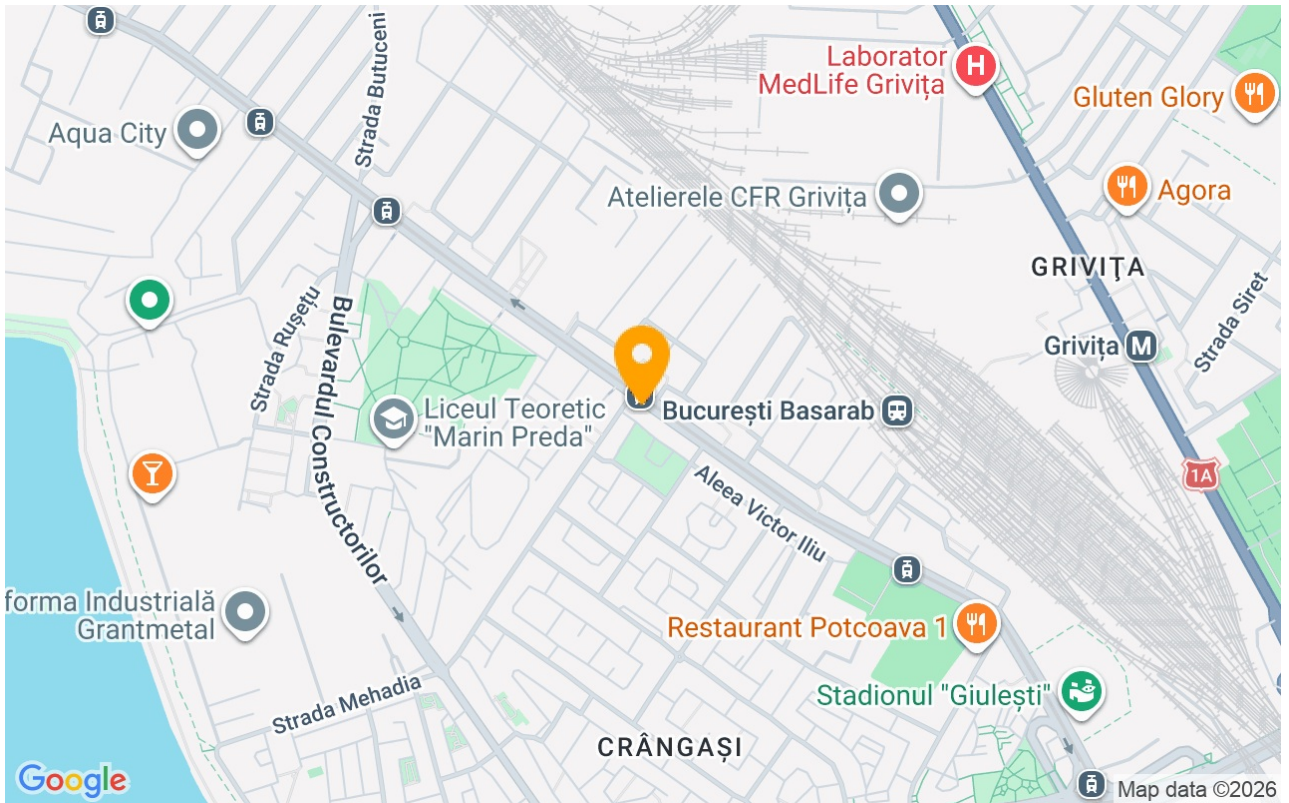 Strada Butuceni
Laborator
MedLife Grivița
H
Gluten Glory
Aqua City
Atelierele CFR Grivița
Agora
GRIVIȚA
Strada Siret
Strada Rușețu
Bulevardul Constructorilor
Grivița M
Liceul Teoretic
"Marin Preda"
București Basarab
1A
Aleea Victor Iliu
forma Industrială
Grantmetal
Restaurant Potcoava 1
Stadionul "Giulești"
Strada Mehadia
CRÂNGAȘI
Google
Map data ©2026